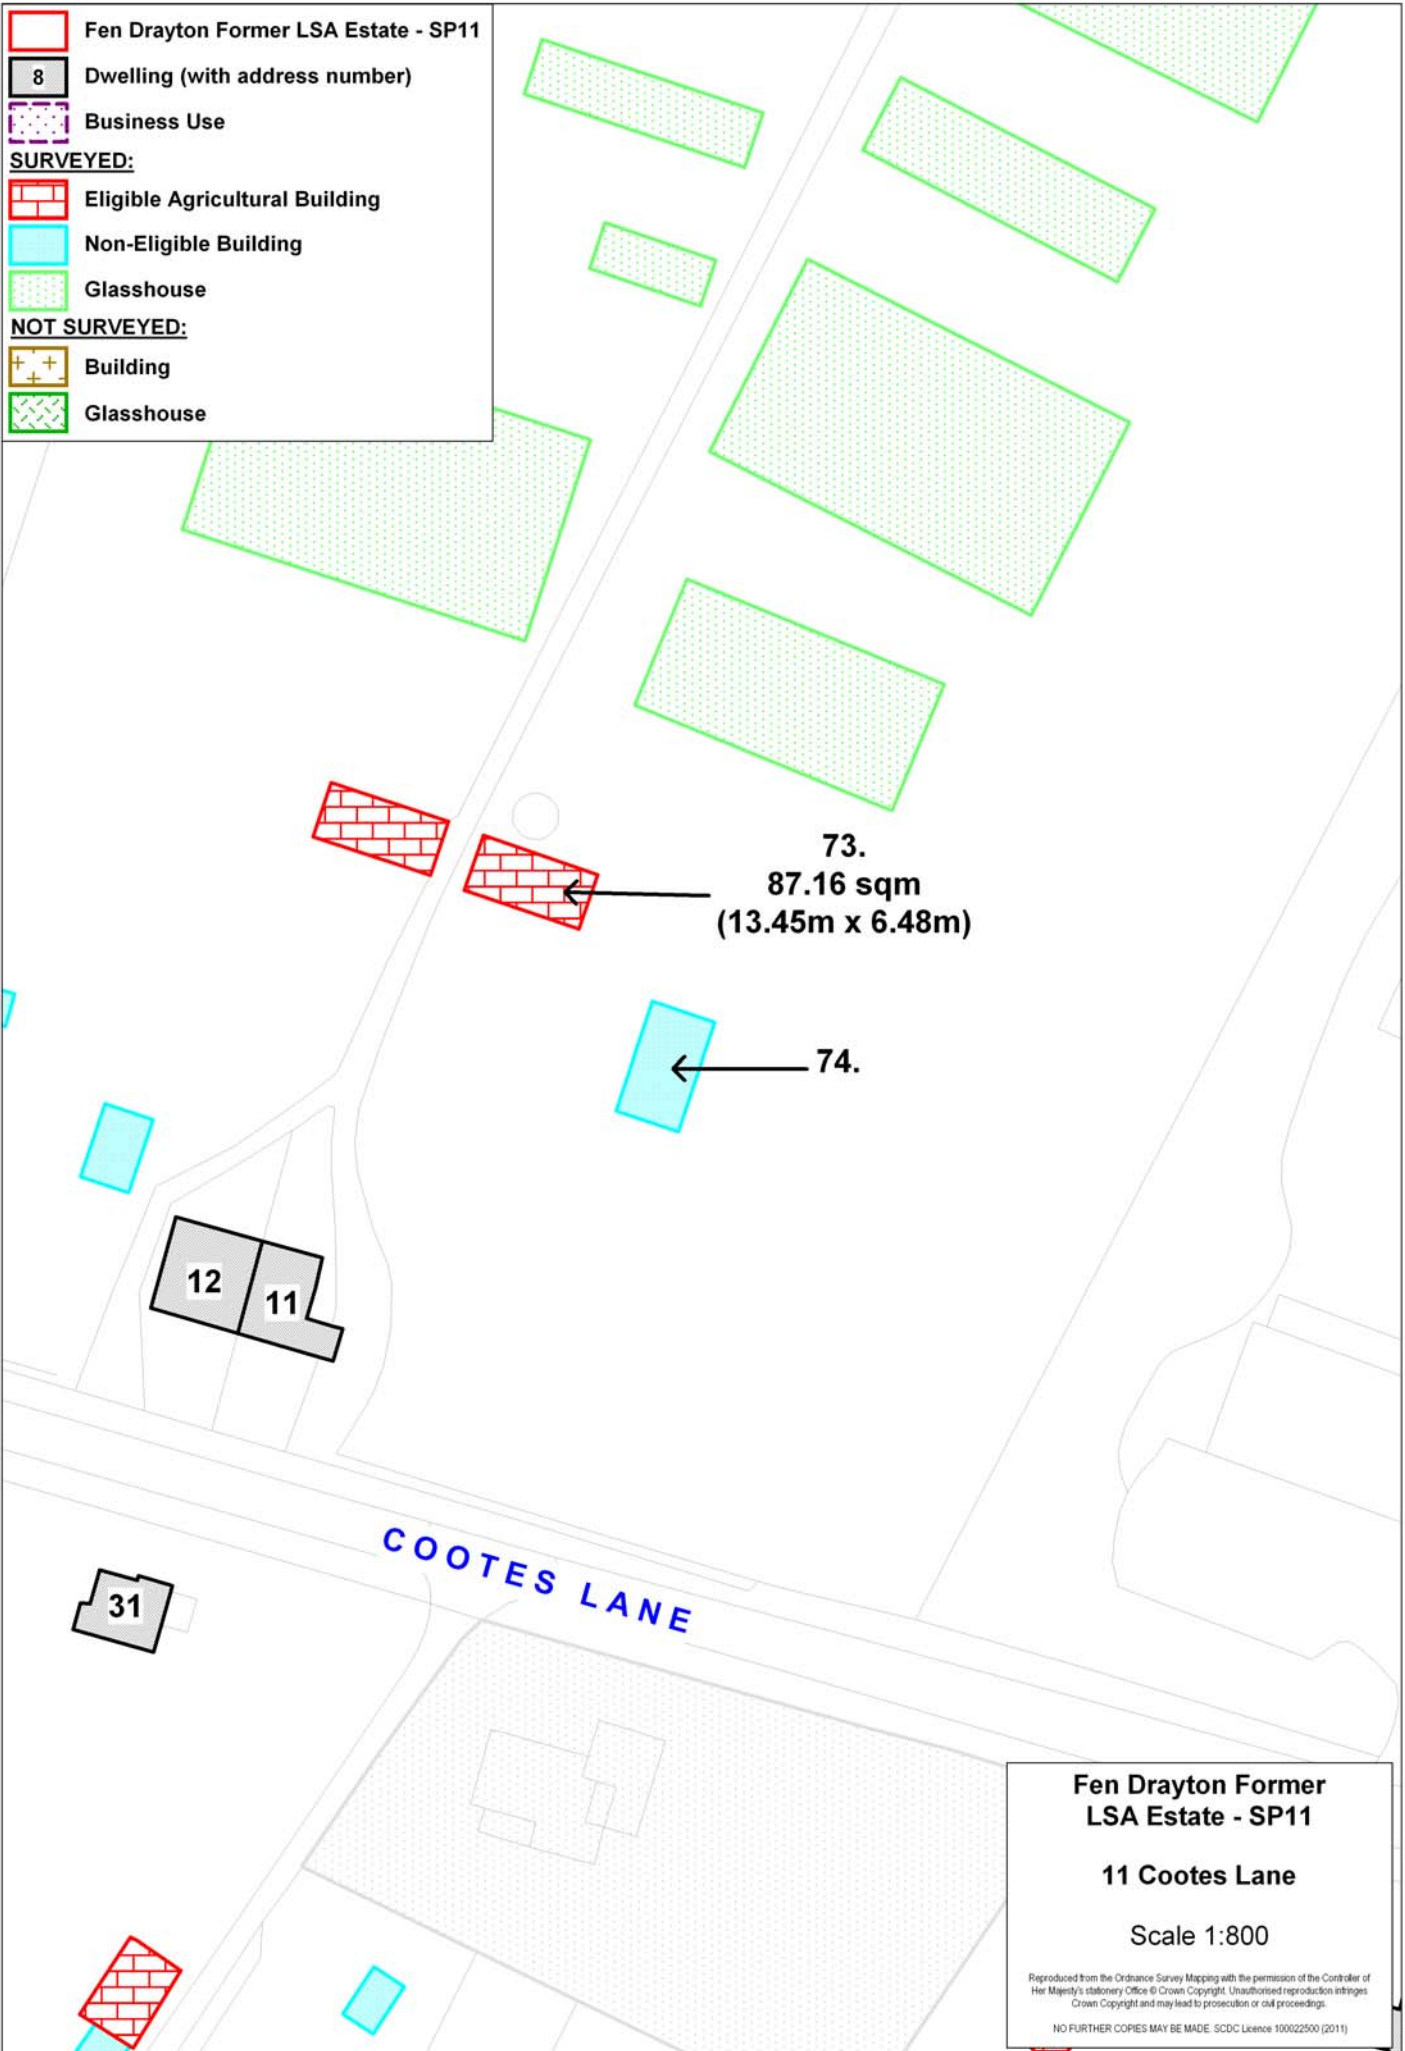 Fen Drayton Former LSA Estate - SP11
8
Dwelling (with address number)
Business Use
SURVEYED:
Eligible Agricultural Building
Non-Eligible Building
Glasshouse
NOT SURVEYED:
Building
Glasshouse
73.
87.16 sqm
(13.45m x 6.48m)
74.
12
11
COOTES LANE
31
Fen Drayton Former
LSA Estate - SP11
11 Cootes Lane
Scale 1:800
Reproduced from the Ordnance Survey Mapping with the permission of the Controller of
Her Majesty's stationery Office © Crown Copyright. Unauthorised reproduction infringes
Crown Copyright and may lead to prosecution or civil proceedings.
NO FURTHER COPIES MAY BE MADE. SCDC Licence 100022500 (2011)